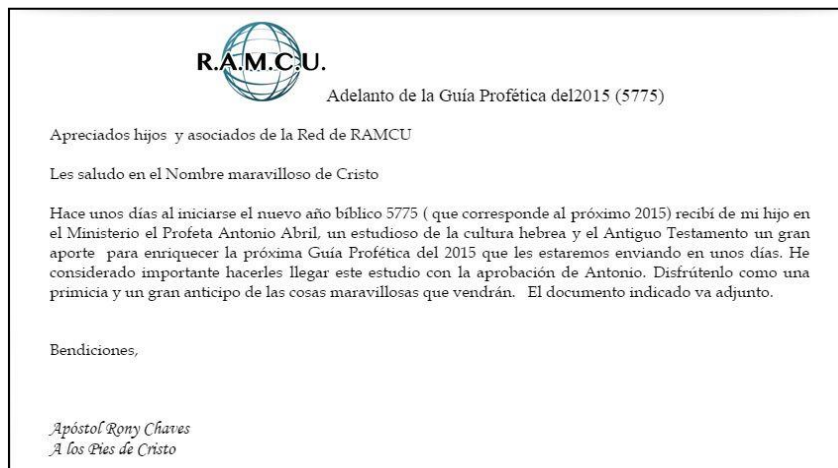 R.A.M.C.U.
Adelanto de la Guía Profética del2015 (5775)
Apreciados hijos y asociados de la Red de RAMCU
Les saludo en el Nombre maravilloso de Cristo
Hace unos días al iniciarse el nuevo año bíblico 5775 ( que corresponde al próximo 2015) recibí de mi hijo en
el Ministerio el Profeta Antonio Abril, un estudioso de la cultura hebrea y el Antiguo Testamento un gran
aporte para enriquecer la próxima Guía Profética del 2015 que les estaremos enviando en unos días. He
considerado importante hacerles llegar este estudio con la aprobación de Antonio. Disfrútenlo como una
primicia y un gran anticipo de las cosas maravillosas que vendrán. El documento indicado va adjunto.
Bendiciones,
Apóstol Rony Chaves
A los Pies de Cristo